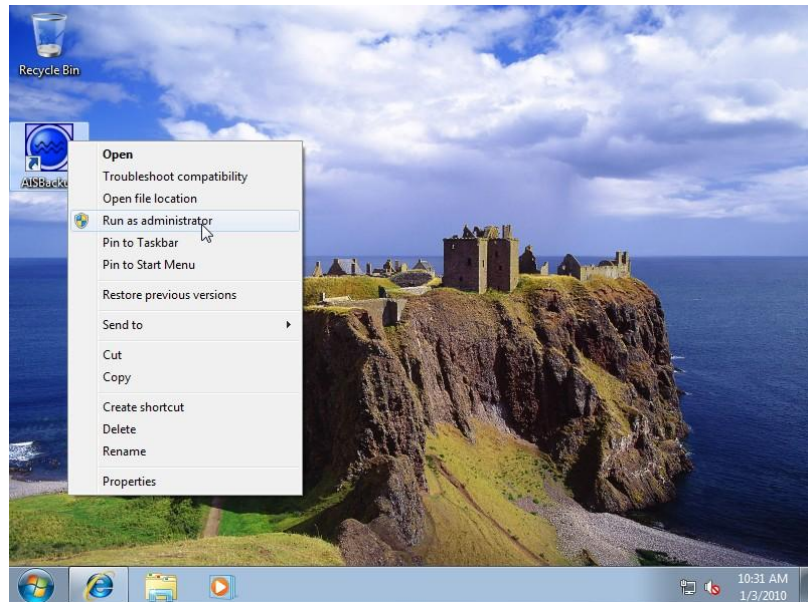 Recycle Bin
Open
Troubleshoot compatibility
Open file location
Run as administrator
Pin to Taskbar
Pin to Start Menu
Restore previous versions
Send to
Cut
Copy
Create shortcut
Delete
Rename
Properties
10:31 AM
1/3/2010